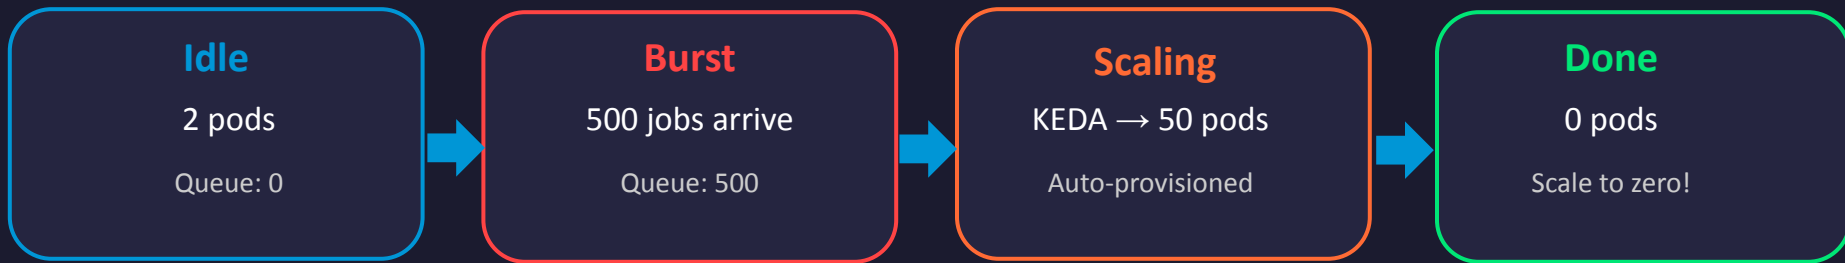 Idle
2 pods
Queue: 0
Burst
500 jobs arrive
Queue: 500
Scaling
KEDA → 50 pods
Auto-provisioned
Done
0 pods
Scale to zero!